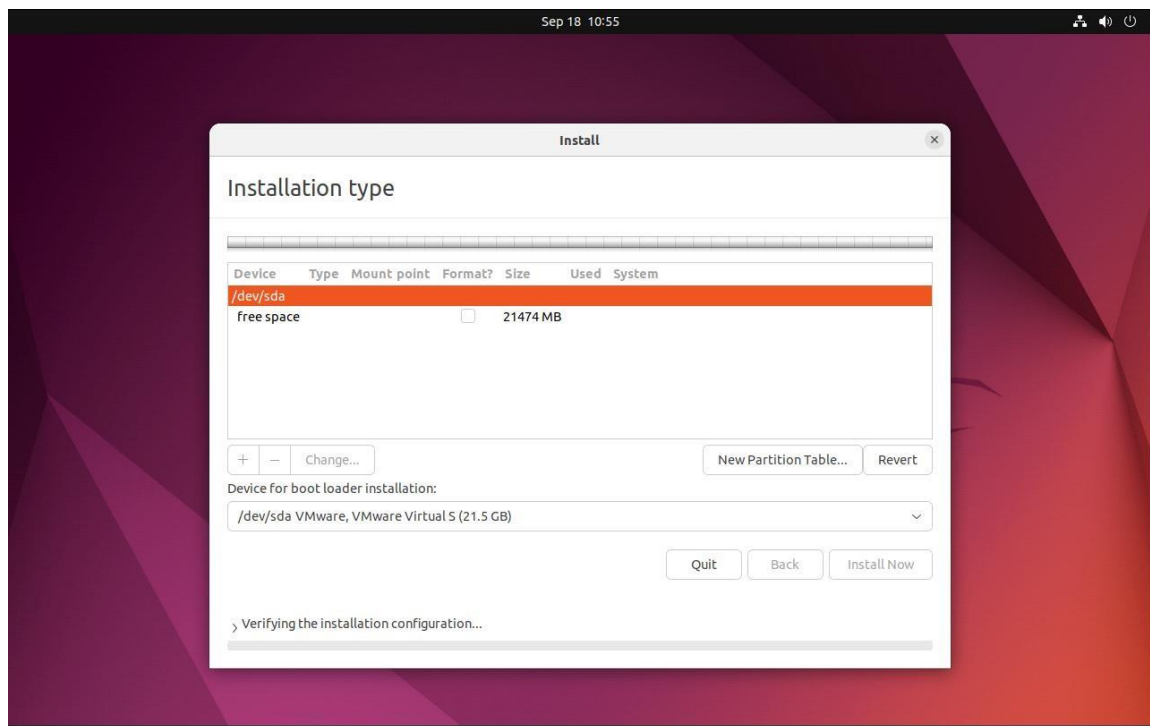 Sep 18 10:55
Install
Installation type
Device Type Mount point Format? Size Used System
/dev/sda
free space 21474 MB
+ – Change... New Partition Table... Revert
Device for boot loader installation:
/dev/sda VMware, VMware Virtual S (21.5 GB)
Quit Back Install Now
Verifying the installation configuration...